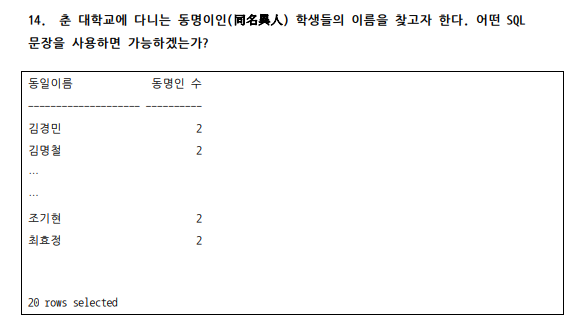 14. 춘 대학교에 다니는 동명이인(同名異人) 학생들의 이름을 찾고자 한다. 어떤 SQL
문장을 사용하면 가능하겠는가?
동일이름 동명인 수
-------------------- ----------
김경민 2
김명철 2
…
…
조기현 2
최효정 2
20 rows selected